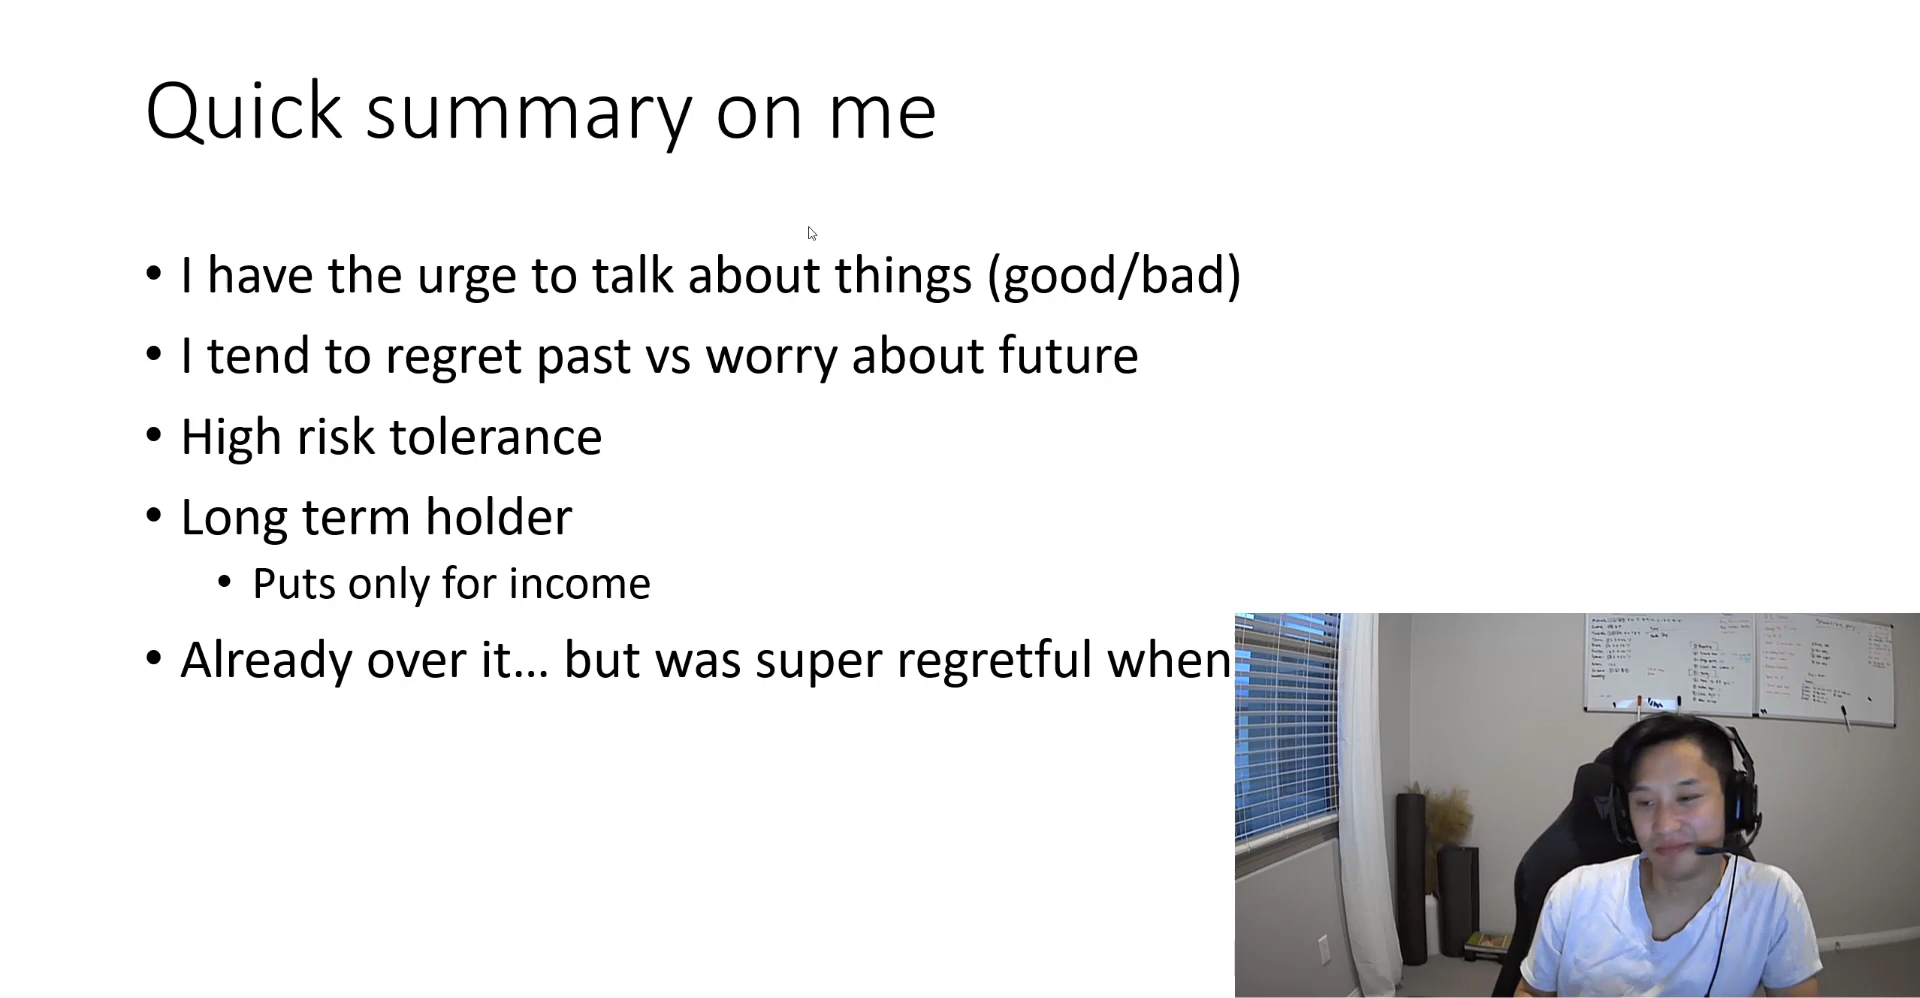 Quick summary on me
• I have the urge to talk about things (good/bad)
• I tend to regret past vs worry about future
• High risk tolerance
• Long term holder
• Puts only for income
• Already over it... but was super regretful when